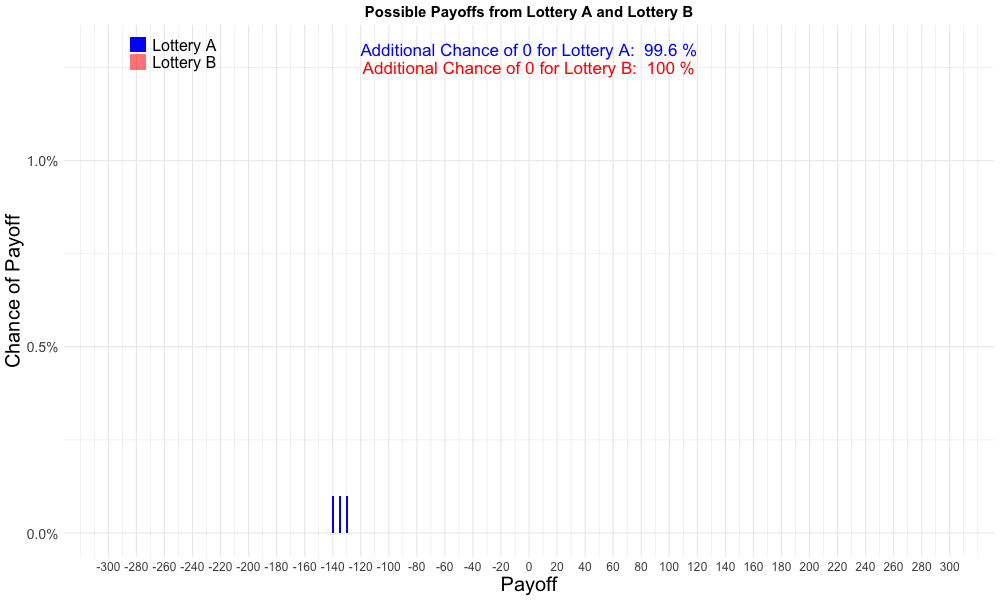 Possible Payoffs from Lottery A and Lottery B
Lottery A
Lottery B
Additional Chance of 0 for Lottery A:  99.6 %
Additional Chance of 0 for Lottery B:  100 %
Chance of Payoff
1.0%
0.5%
0.0%
-300 -280 -260 -240 -220 -200 -180 -160 -140 -120 -100 -80 -60 -40 -20 0 20 40 60 80 100 120 140 160 180 200 220 240 260 280 300
Payoff